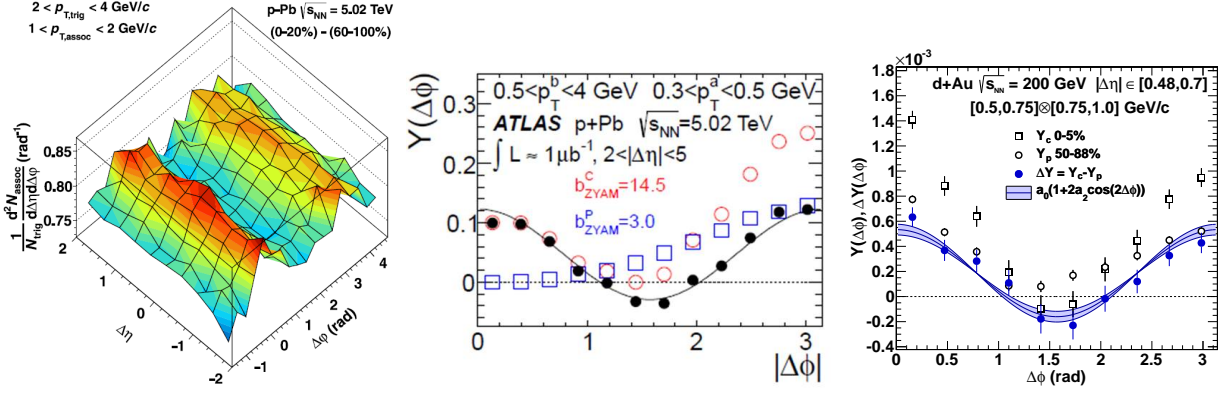 2 < p_T,trig < 4 GeV/c
1 < p_T,assoc < 2 GeV/c
p-Pb √s_NN = 5.02 TeV
(0-20%) - (60-100%)
1/N_trig d²N_assoc/dΔηdΔφ (rad⁻¹)
0.85
0.80
0.75
2
1
0
−1
−2
Δη
−1
0
1
2
3
4
Δφ (rad)
Y(Δϕ)
0.3
0.2
0.1
0
0.5<p_T^b<4 GeV 0.3<p_T^a<0.5 GeV
ATLAS p+Pb √s_NN=5.02 TeV
∫ L ≈ 1μb⁻¹, 2<|Δη|<5
b^C_ZYAM=14.5
b^P_ZYAM=3.0
0 1 2 3
|Δϕ|
×10⁻³
Y(Δϕ), ΔY(Δϕ)
1.8
1.6
1.4
1.2
1
0.8
0.6
0.4
0.2
0
-0.2
-0.4
d+Au √s_NN = 200 GeV |Δη|∈[0.48,0.7]
[0.5,0.75]⊗[0.75,1.0] GeV/c
Y_c 0-5%
Y_p 50-88%
ΔY = Y_c-Y_p
a_0(1+2a_2cos(2Δϕ))
0 0.5 1 1.5 2 2.5 3
Δϕ (rad)